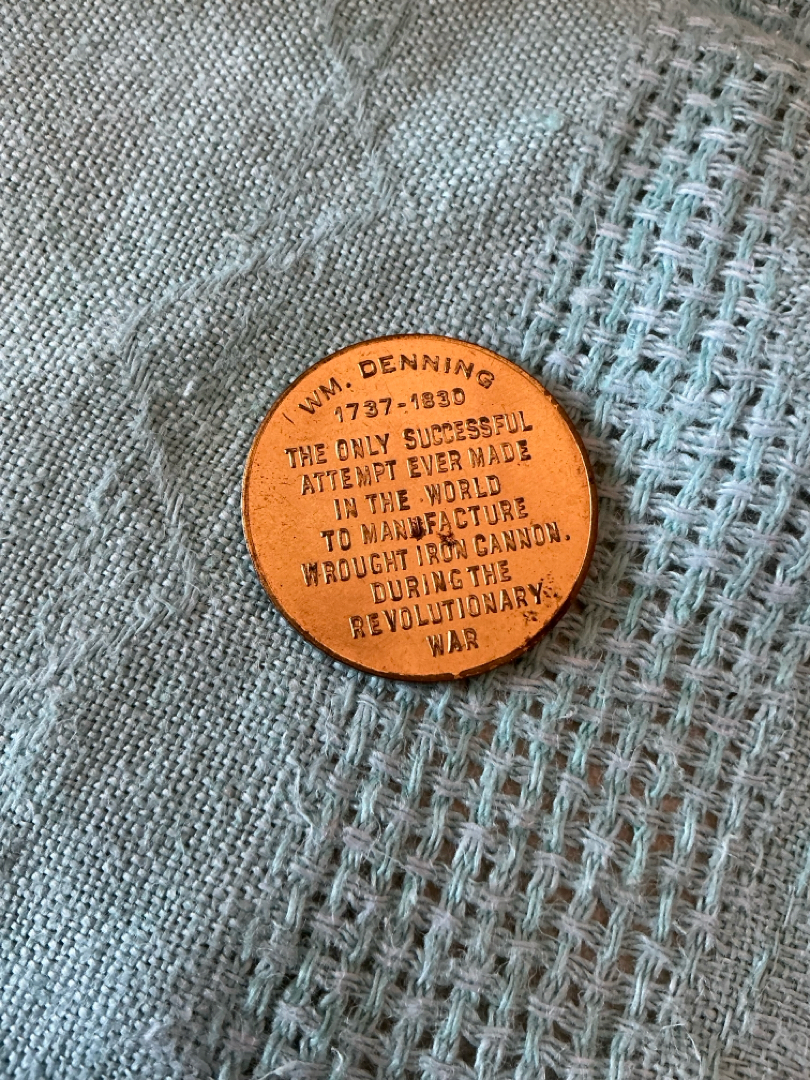 WM. DENNING
1737-1830
THE ONLY SUCCESSFUL
ATTEMPT EVER MADE
IN THE WORLD
TO MANUFACTURE
WROUGHT IRON CANNON.
DURING THE
REVOLUTIONARY
WAR